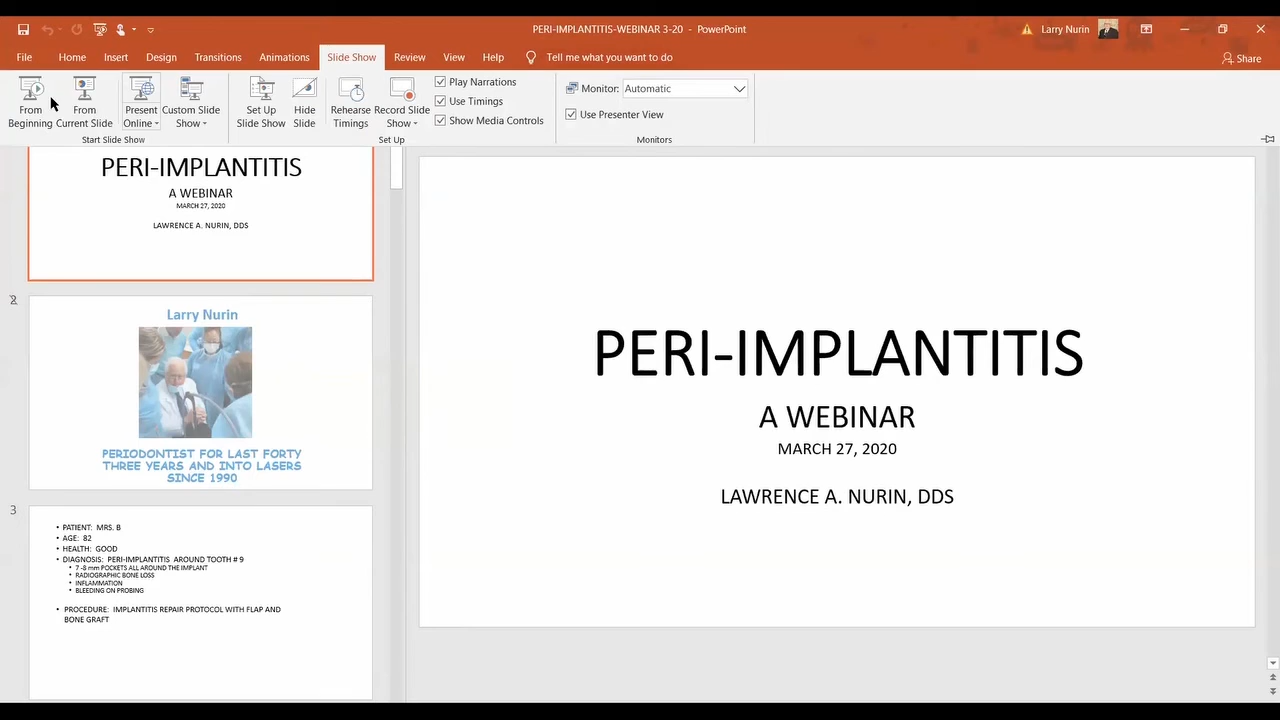 PERI-IMPLANTITIS-WEBINAR 3-20 - PowerPoint
Larry Nurin
File Home Insert Design Transitions Animations Slide Show Review View Help Tell me what you want to do
Share
From Beginning
From Current Slide
Present Online
Custom Slide Show
Start Slide Show
Set Up Slide Show
Hide Slide
Rehearse Timings
Record Slide Show
Play Narrations
Use Timings
Show Media Controls
Set Up
Monitor: Automatic
Use Presenter View
Monitors
PERI-IMPLANTITIS
A WEBINAR
MARCH 27, 2020
LAWRENCE A. NURIN, DDS
2
Larry Nurin
PERIODONTIST FOR LAST FORTY
THREE YEARS AND INTO LASERS
SINCE 1990
3
• PATIENT: MRS. B
• AGE: 82
• HEALTH: GOOD
• DIAGNOSIS: PERI-IMPLANTITIS AROUND TOOTH # 9
• 7 -8 mm POCKETS ALL AROUND THE IMPLANT
• RADIOGRAPHIC BONE LOSS
• INFLAMMATION
• BLEEDING ON PROBING
• PROCEDURE: IMPLANTITIS REPAIR PROTOCOL WITH FLAP AND
BONE GRAFT
PERI-IMPLANTITIS
A WEBINAR
MARCH 27, 2020
LAWRENCE A. NURIN, DDS